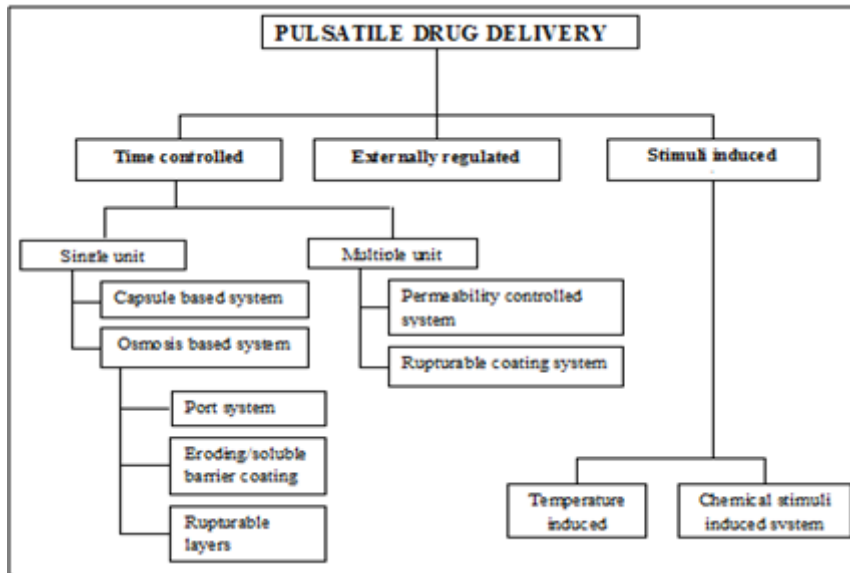 PULSATILE DRUG DELIVERY
Time controlled
Externally regulated
Stimuli induced
Single unit
Multiple unit
Capsule based system
Permeability controlled
system
Osmosis based system
Rupturable coating system
Port system
Eroding/soluble
barrier coating
Rupturable
layers
Temperature
induced
Chemical stimuli
induced system